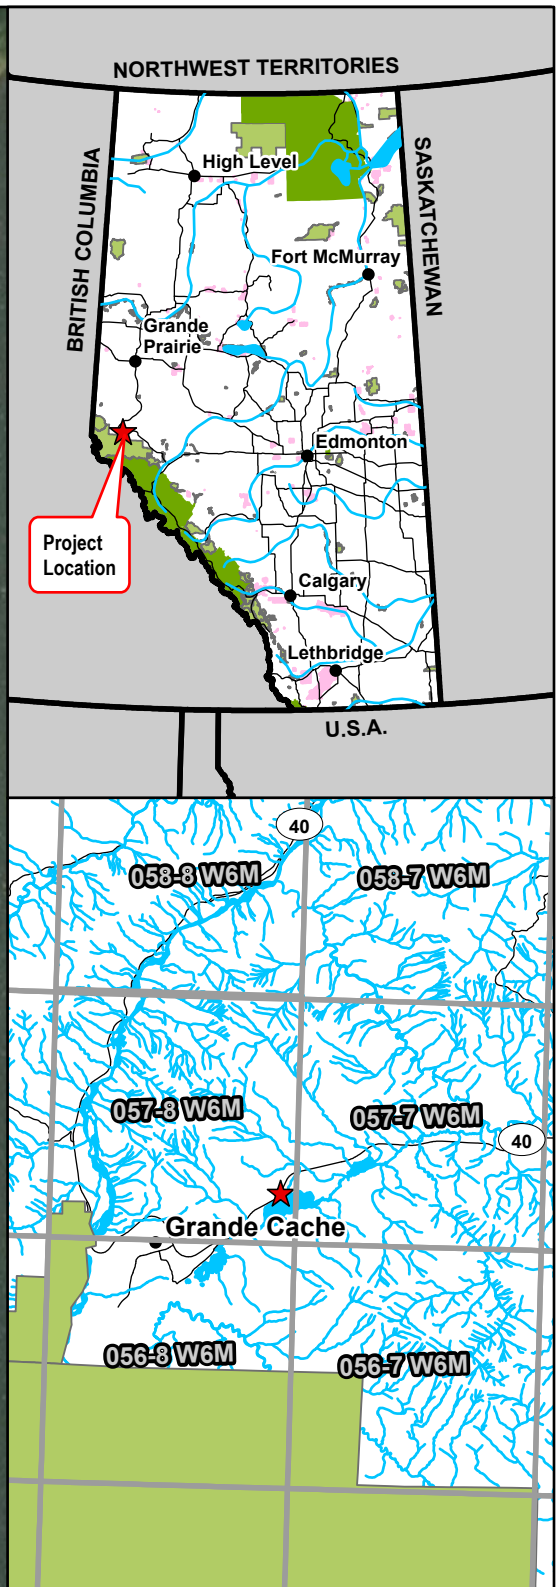 NORTHWEST TERRITORIES
BRITISH COLUMBIA
SASKATCHEWAN
High Level
Fort McMurray
Grande
Prairie
Edmonton
Project
Location
Calgary
Lethbridge
U.S.A.
40
058-8 W6M
058-7 W6M
057-8 W6M
057-7 W6M
40
Grande Cache
056-8 W6M
056-7 W6M